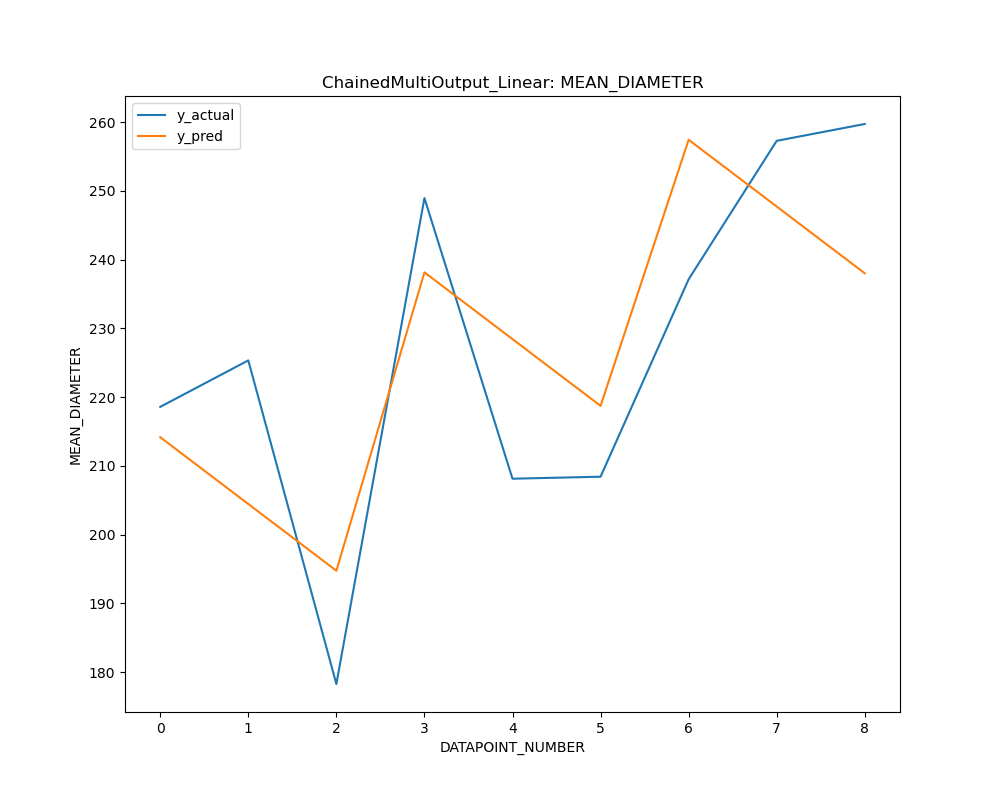 ChainedMultiOutput_Linear: MEAN_DIAMETER
y_actual
y_pred
260
250
240
230
220
210
200
190
180
MEAN_DIAMETER
0 1 2 3 4 5 6 7 8
DATAPOINT_NUMBER